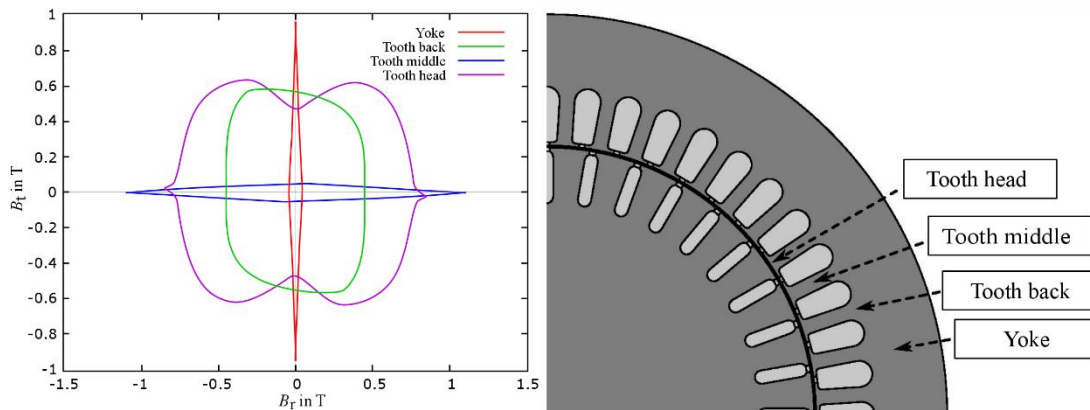 1
0.8
0.6
0.4
0.2
0
-0.2
-0.4
-0.6
-0.8
-1
Bt in T
-1.5
-1
-0.5
0
0.5
1
1.5
Br in T
Yoke
Tooth back
Tooth middle
Tooth head
Tooth head
Tooth middle
Tooth back
Yoke